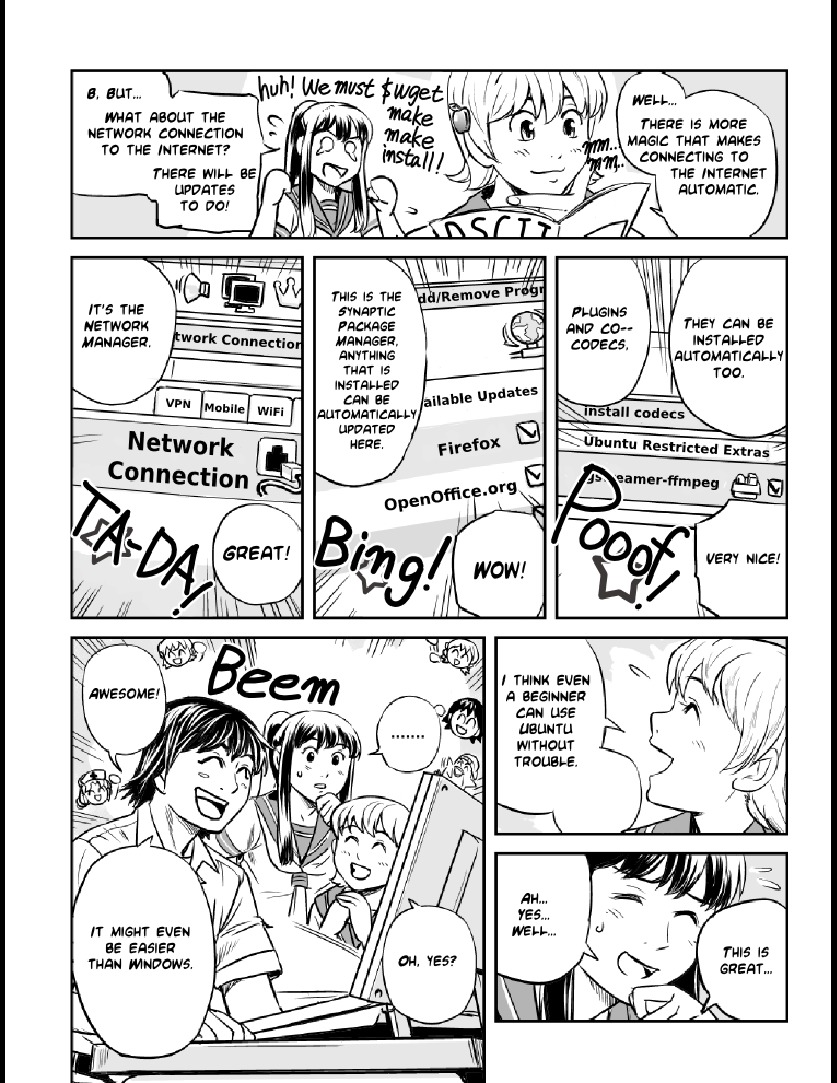 B, BUT...
WHAT ABOUT THE
NETWORK CONNECTION
TO THE INTERNET?
THERE WILL BE
UPDATES
TO DO!
huh! We must $wget
make
make
install!
mm...
mm..
WELL...
THERE IS MORE
MAGIC THAT MAKES
CONNECTING TO
THE INTERNET
AUTOMATIC.
ASCII
IT'S THE
NETWORK
MANAGER.
twork Connection
VPN
Mobile
WiFi
Network
Connection
TA-DA!
GREAT!
THIS IS THE
SYNAPTIC
PACKAGE
MANAGER.
ANYTHING
THAT IS
INSTALLED
CAN BE
AUTOMATICALLY
UPDATED
HERE.
dd/Remove Progr
ailable Updates
Firefox
OpenOffice.org
Bing!
WOW!
PLUGINS
AND CO--
CODECS.
THEY CAN BE
INSTALLED
AUTOMATICALLY
TOO.
install codecs
Ubuntu Restricted Extras
gstreamer-ffmpeg
Pooof!
VERY NICE!
AWESOME!
Beem
.......
IT MIGHT EVEN
BE EASIER
THAN WINDOWS.
OH, YES?
I THINK EVEN
A BEGINNER
CAN USE
UBUNTU
WITHOUT
TROUBLE.
AH...
YES...
WELL...
THIS IS
GREAT...